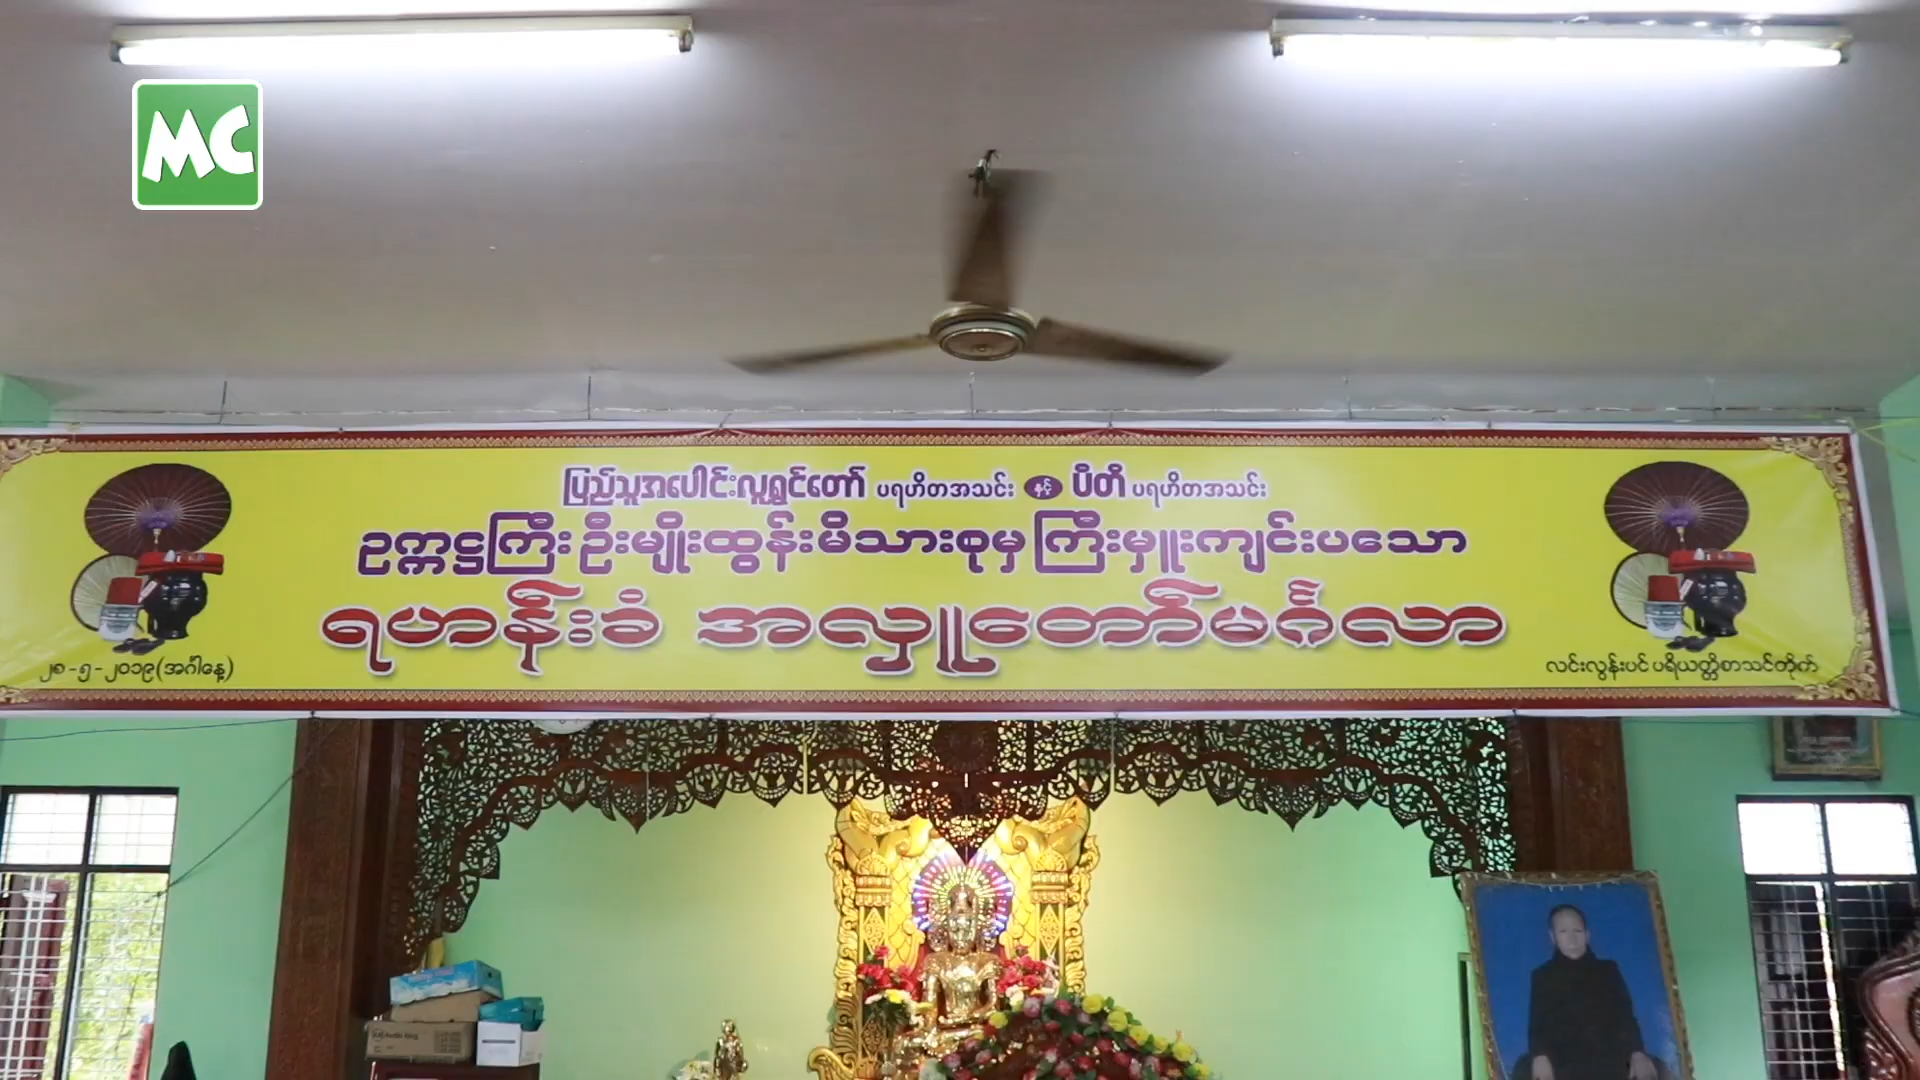 MC
ပြည်သူအပေါင်းလူရွှင်တော် ပရဟိတအသင်း နှင့် ပီတိ ပရဟိတအသင်း
ဥက္ကဋ္ဌကြီးဦးမျိုးထွန်းမိသားစုမှကြီးမှူးကျင်းပသော
ရဟန်းခံ အလှူတော်မင်္ဂလာ
၂၈-၅-၂၀၁၉(အင်္ဂါနေ့)
လင်းလွန်းပင် ပရိယတ္တိစာသင်တိုက်